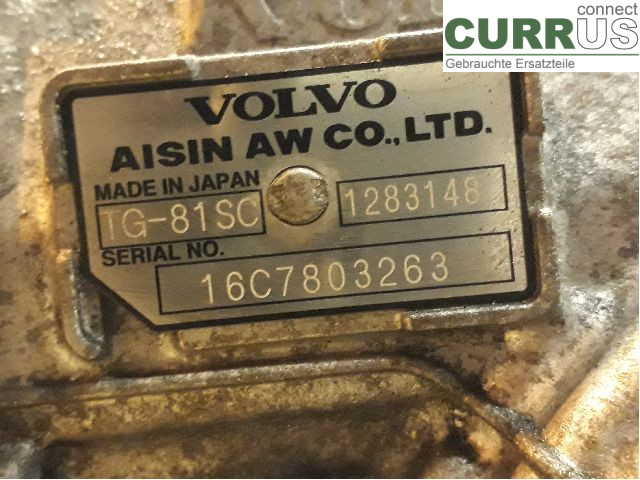 connect
CURRUS
Gebrauchte Ersatzteile
VOLVO
AISIN AW CO.,LTD.
MADE IN JAPAN
TG-81SC 1283148
SERIAL NO.
16C7803263